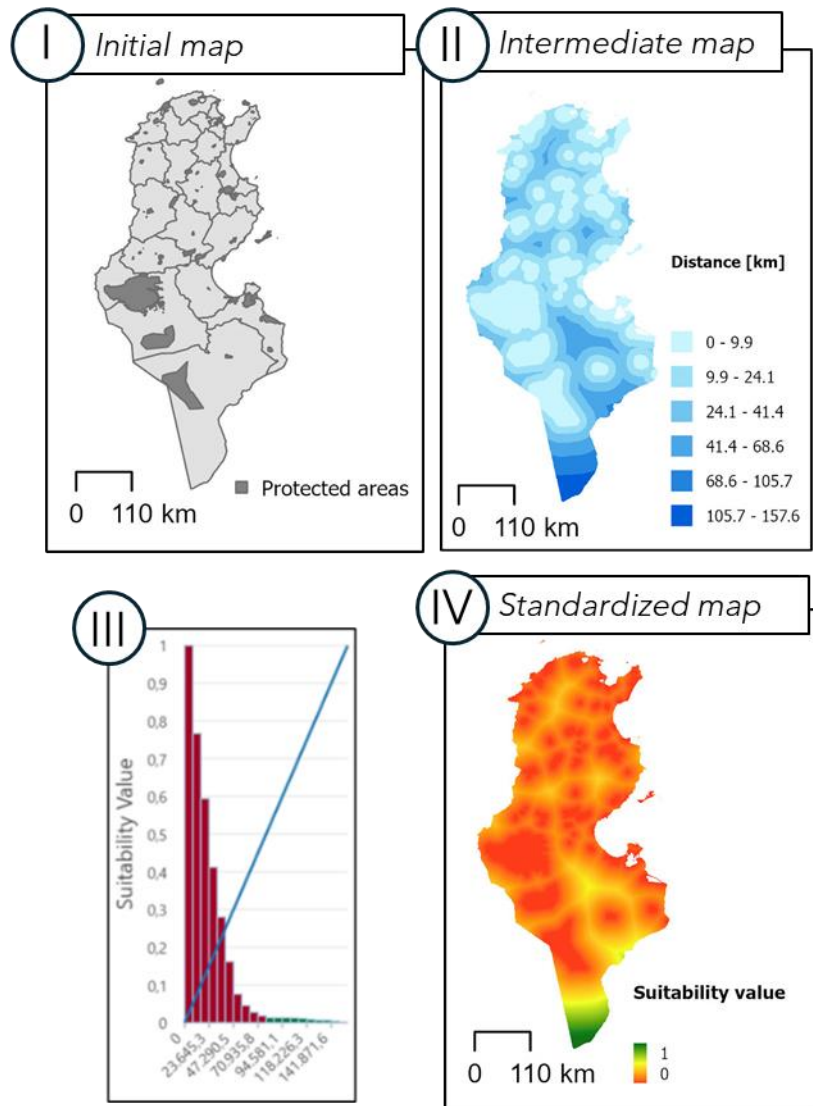 I Initial map
II Intermediate map
Protected areas
0 110 km
Distance [km]
0 - 9.9
9.9 - 24.1
24.1 - 41.4
41.4 - 68.6
68.6 - 105.7
105.7 - 157.6
0 110 km
III
Suitability Value
1
0,9
0,8
0,7
0,6
0,5
0,4
0,3
0,2
0,1
0
0
23.645,3
47.290,5
70.935,8
94.581,1
118.226,3
141.871,6
IV Standardized map
Suitability value
1
0
0 110 km